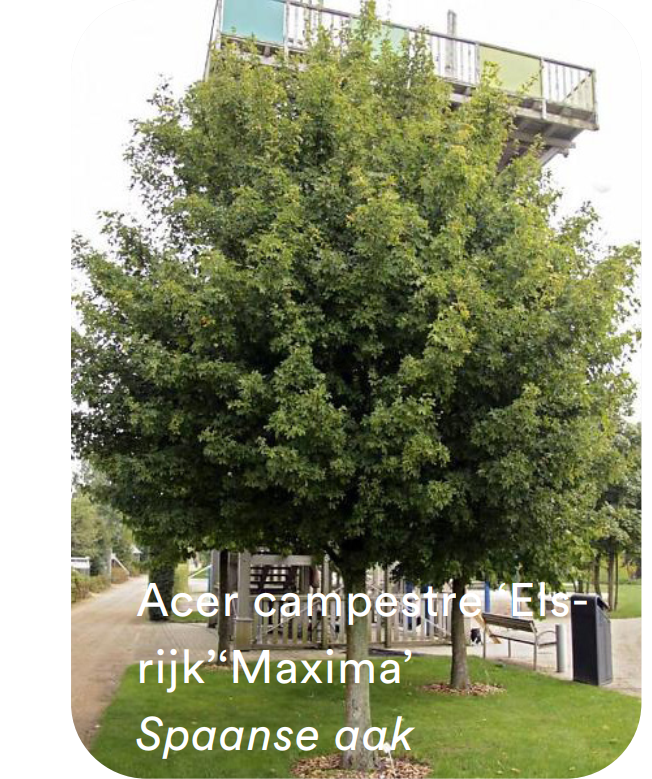 Acer campestre ‘Els-
rijk’‘Maxima’
Spaanse aak